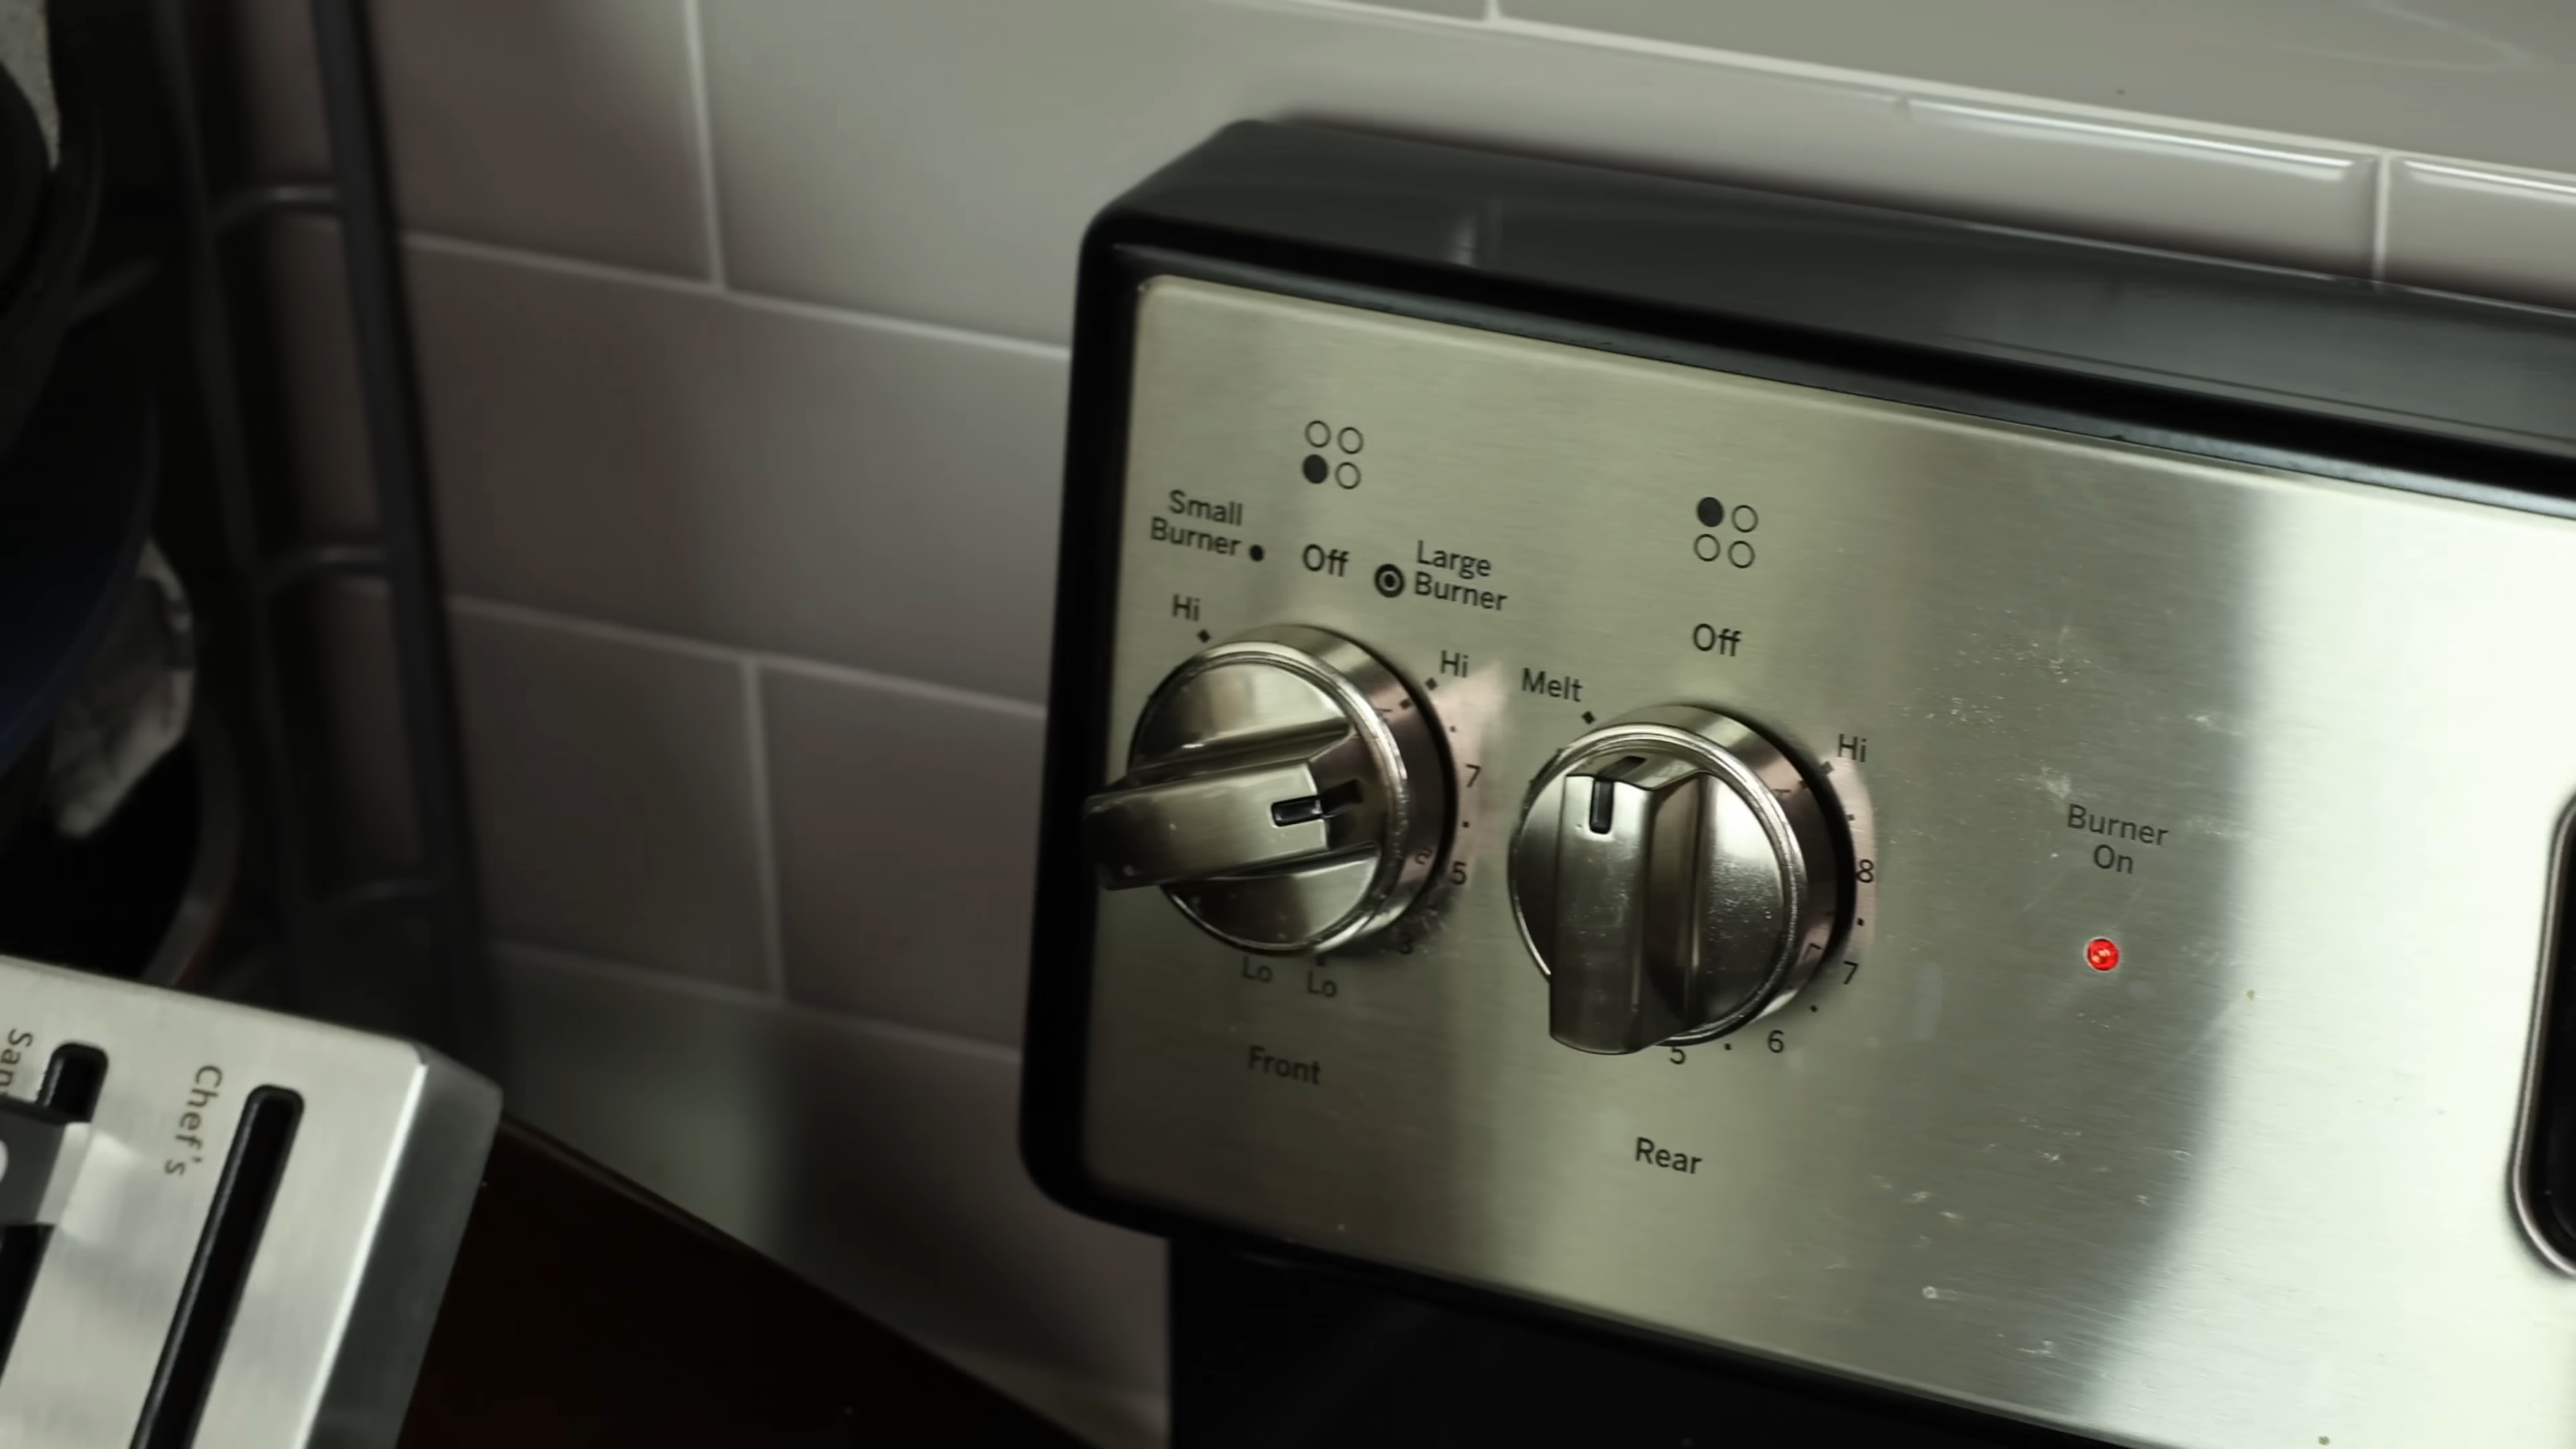 Small
Burner
Off
Large
Burner
Hi
Hi
7
5
3
Lo
Lo
Front
Off
Melt
Hi
8
7
6
5
Rear
Burner
On
San
Chef's